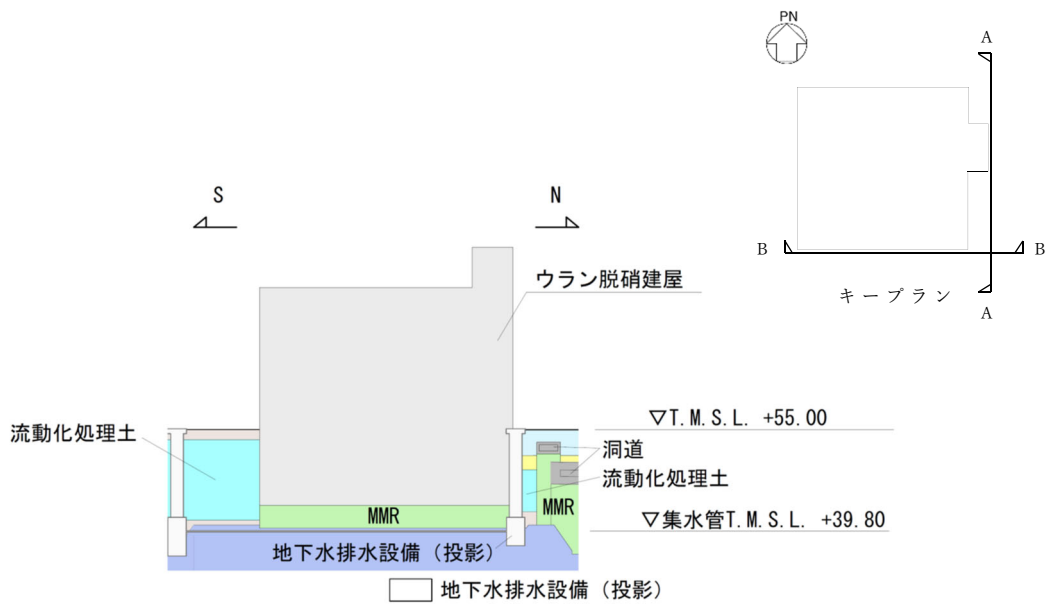 PN
A
B
B
キープラン
A
S
N
ウラン脱硝建屋
▽T.M.S.L. +55.00
流動化処理土
洞道
流動化処理土
MMR
MMR
▽集水管T.M.S.L. +39.80
地下水排水設備（投影）
地下水排水設備（投影）